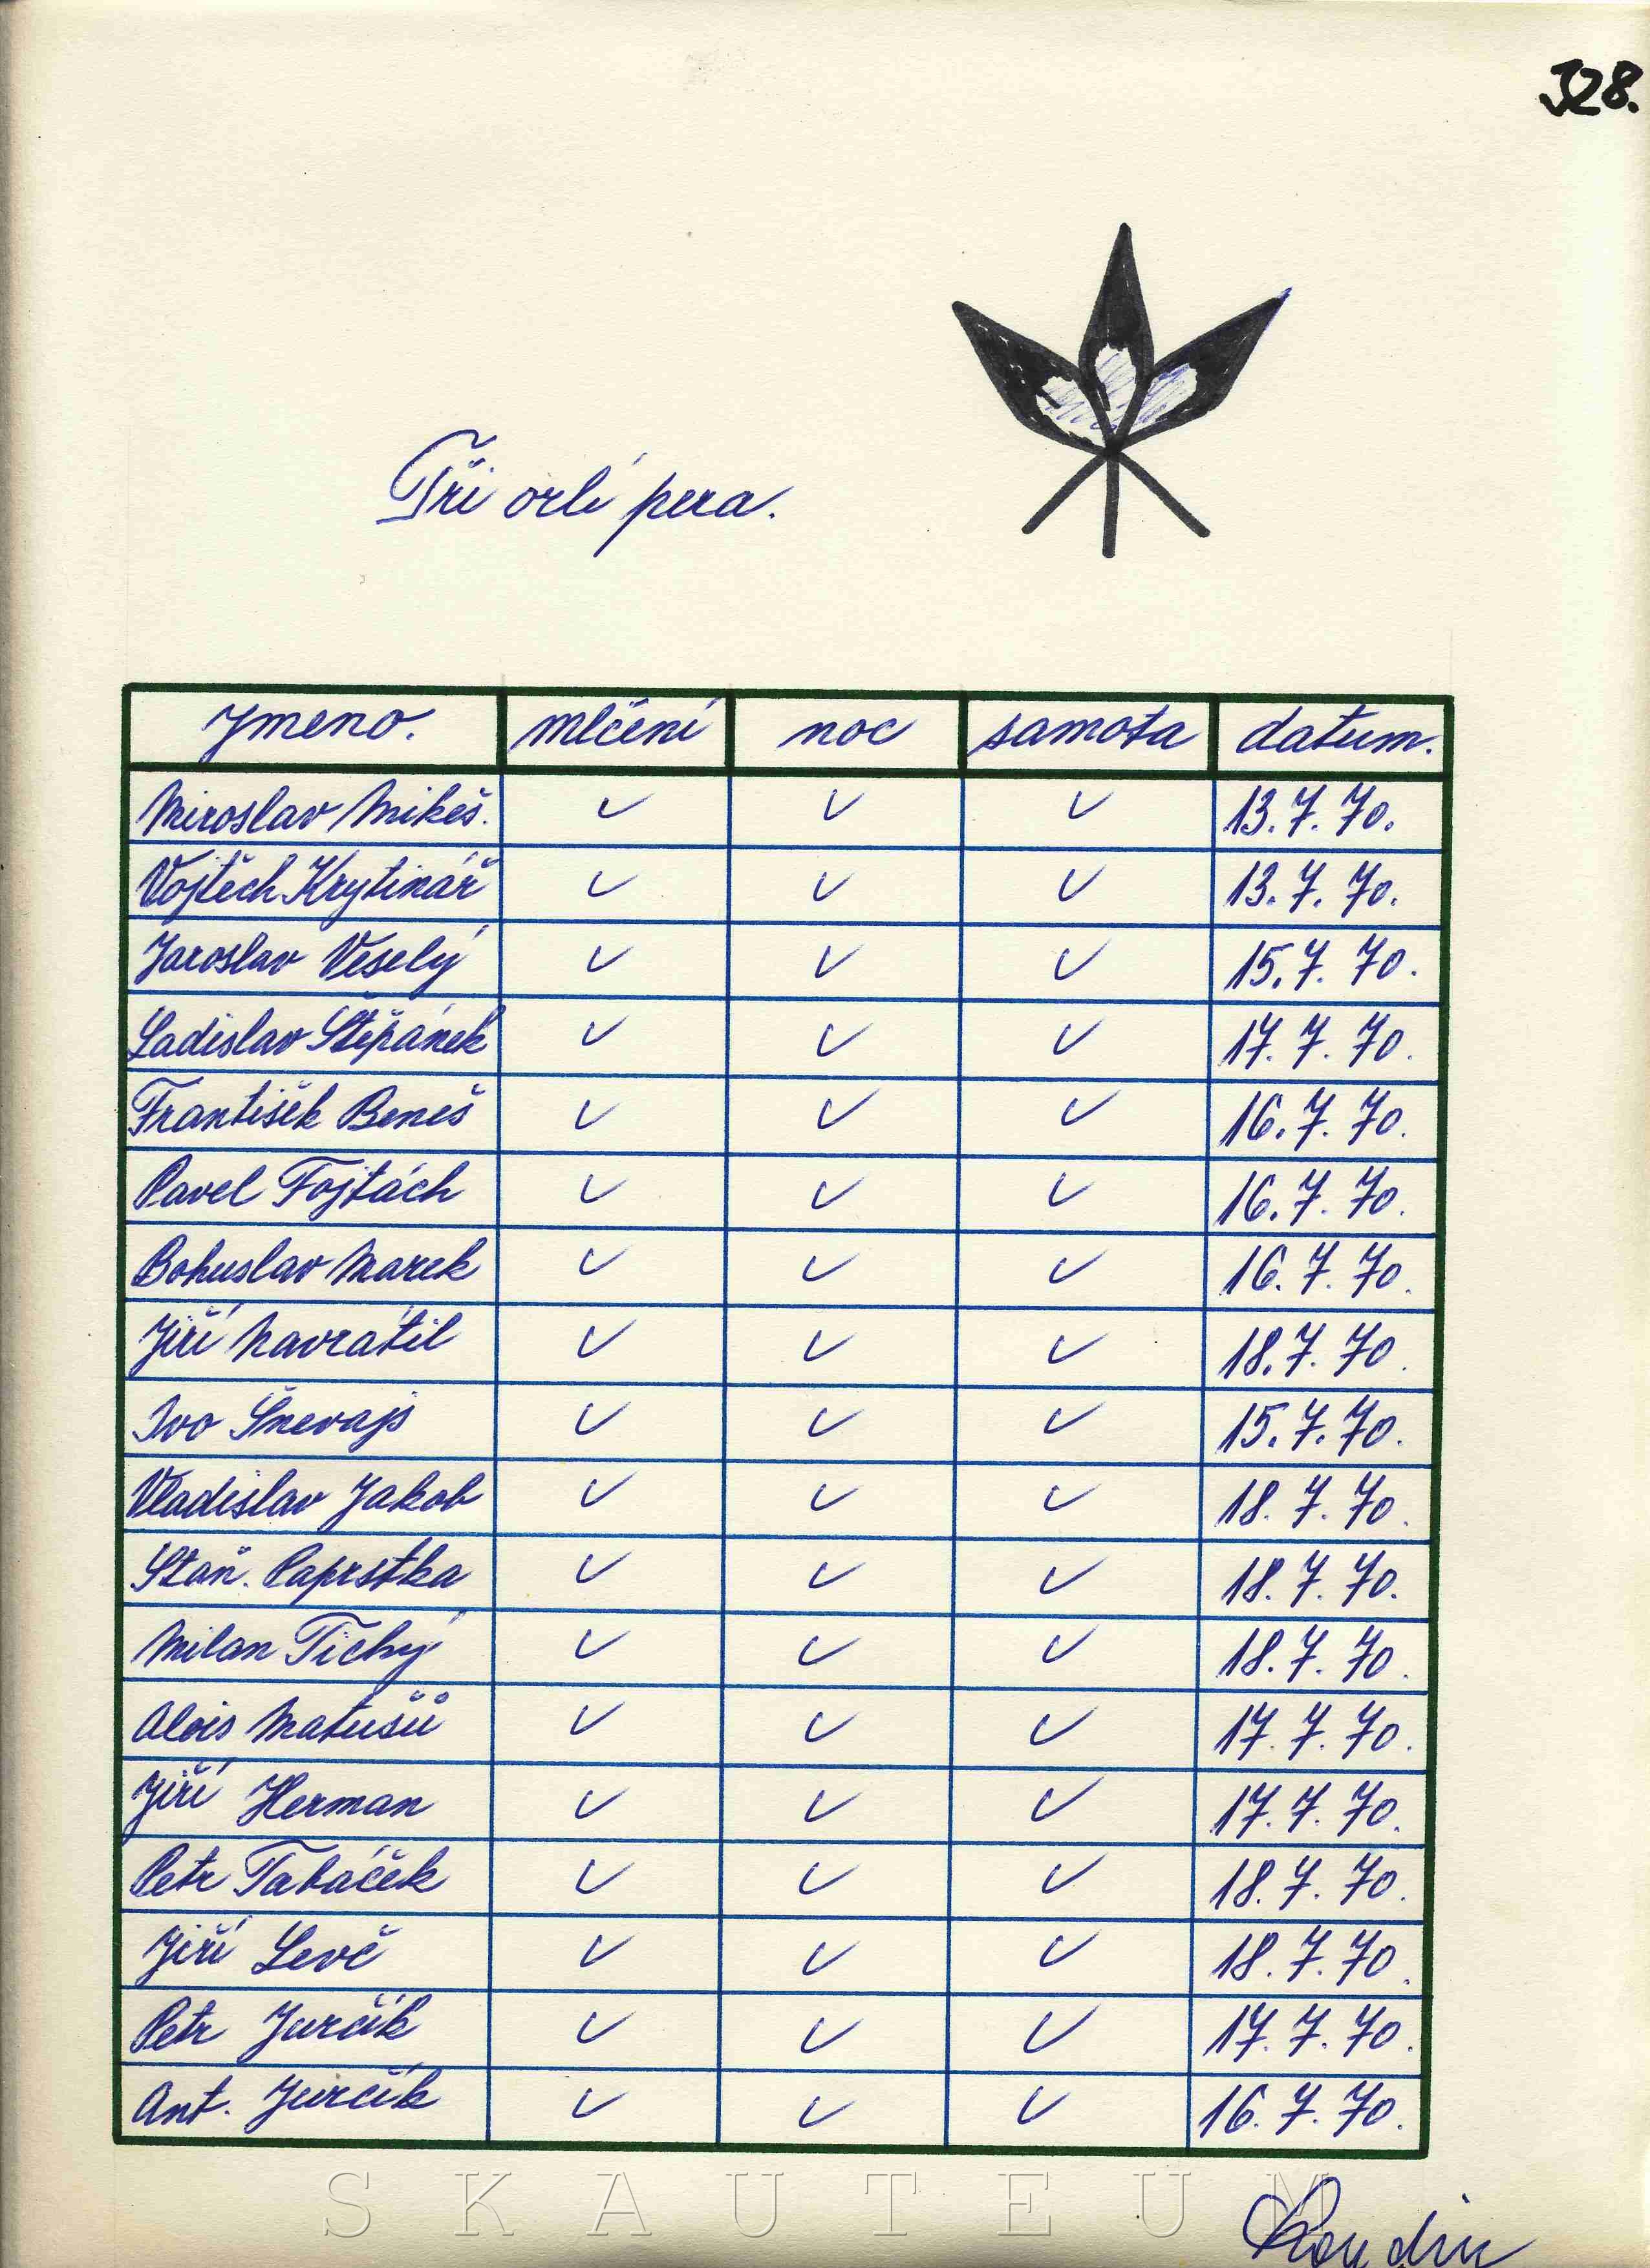 328.
Tři orlí pera.
Jmeno. mlčení noc samota datum.
Miroslav Mikeš. ✓ ✓ ✓ 13.7.70.
Vojtěch Krytinář ✓ ✓ ✓ 13.7.70.
Jaroslav Veselý ✓ ✓ ✓ 15.7.70.
Ladislav Štěpánek ✓ ✓ ✓ 17.7.70.
František Beneš ✓ ✓ ✓ 16.7.70.
Pavel Fojtách ✓ ✓ ✓ 16.7.70.
Bohuslav Marek ✓ ✓ ✓ 16.7.70.
Jiří Navrátil ✓ ✓ ✓ 18.7.70.
Ivo Šnevajs ✓ ✓ ✓ 15.7.70.
Vladislav Jakob ✓ ✓ ✓ 18.7.70.
Staň. Paprstka ✓ ✓ ✓ 18.7.70.
Milan Tichý ✓ ✓ ✓ 18.7.70.
Alois Matušů ✓ ✓ ✓ 17.7.70.
Jiří Herman ✓ ✓ ✓ 17.7.70.
Petr Tabáček ✓ ✓ ✓ 18.7.70.
Jiří Levč ✓ ✓ ✓ 18.7.70.
Petr Jurčík ✓ ✓ ✓ 17.7.70.
Ant. Jurčík ✓ ✓ ✓ 16.7.70.
SKAUTEUM